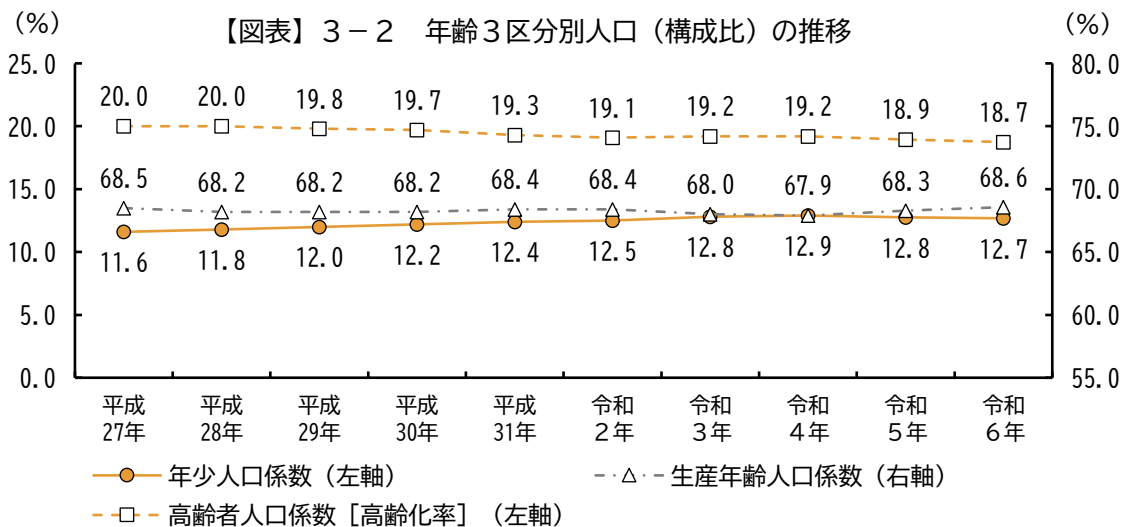 【図表】３－２　年齢３区分別人口（構成比）の推移
(%)
(%)
25.0
20.0
15.0
10.0
5.0
0.0
80.0
75.0
70.0
65.0
60.0
55.0
20.0 20.0 19.8 19.7 19.3 19.1 19.2 19.2 18.9 18.7
68.5 68.2 68.2 68.2 68.4 68.4 68.0 67.9 68.3 68.6
11.6 11.8 12.0 12.2 12.4 12.5 12.8 12.9 12.8 12.7
平成 平成 平成 平成 平成 令和 令和 令和 令和 令和
27年 28年 29年 30年 31年 ２年 ３年 ４年 ５年 ６年
年少人口係数（左軸）
生産年齢人口係数（右軸）
高齢者人口係数［高齢化率］（左軸）